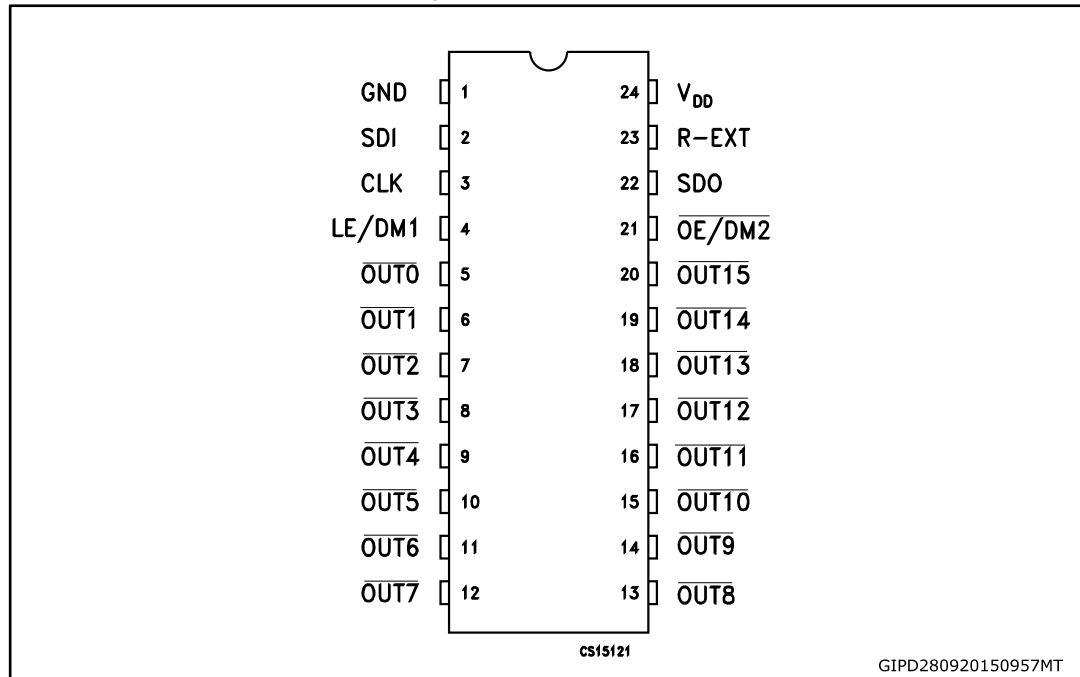 GND 1 24 VDD
SDI 2 23 R-EXT
CLK 3 22 SDO
LE/DM1 4 21 OE/DM2
OUT0 5 20 OUT15
OUT1 6 19 OUT14
OUT2 7 18 OUT13
OUT3 8 17 OUT12
OUT4 9 16 OUT11
OUT5 10 15 OUT10
OUT6 11 14 OUT9
OUT7 12 13 OUT8
CS15121
GIPD280920150957MT